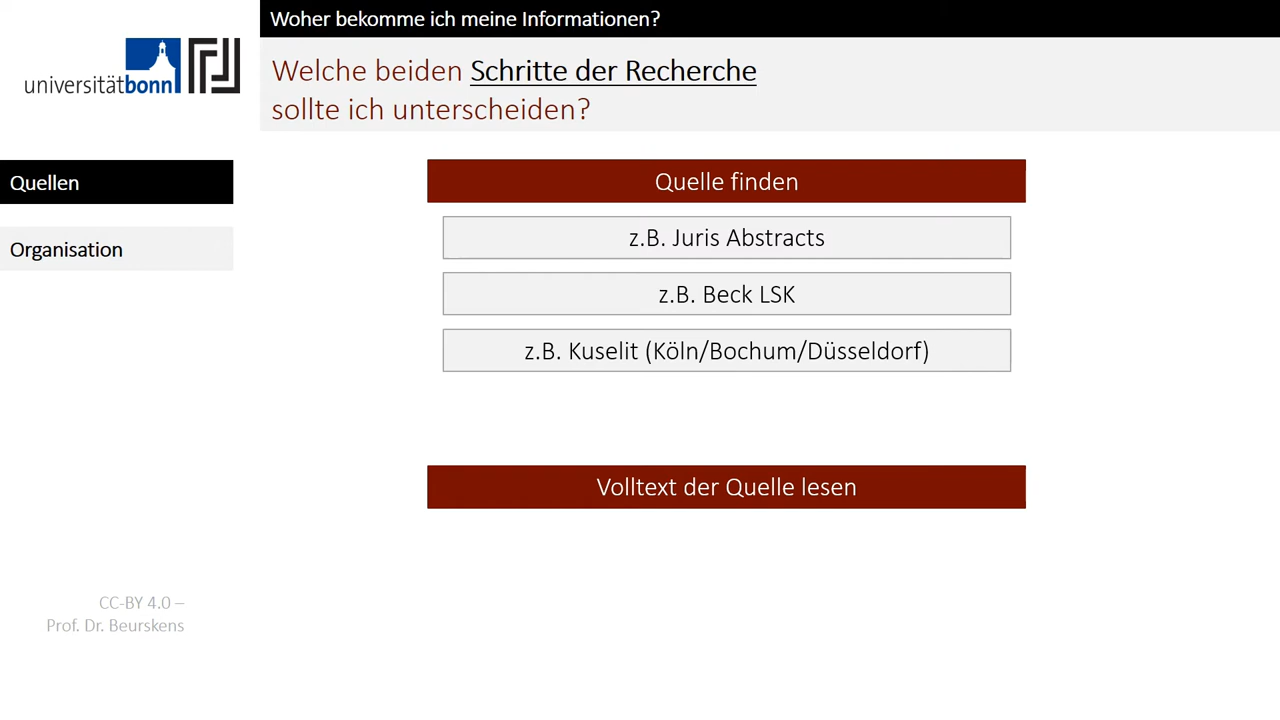 Woher bekomme ich meine Informationen?
universitätbonn
Welche beiden Schritte der Recherche
sollte ich unterscheiden?
Quellen
Organisation
Quelle finden
z.B. Juris Abstracts
z.B. Beck LSK
z.B. Kuselit (Köln/Bochum/Düsseldorf)
Volltext der Quelle lesen
CC-BY 4.0 –
Prof. Dr. Beurskens